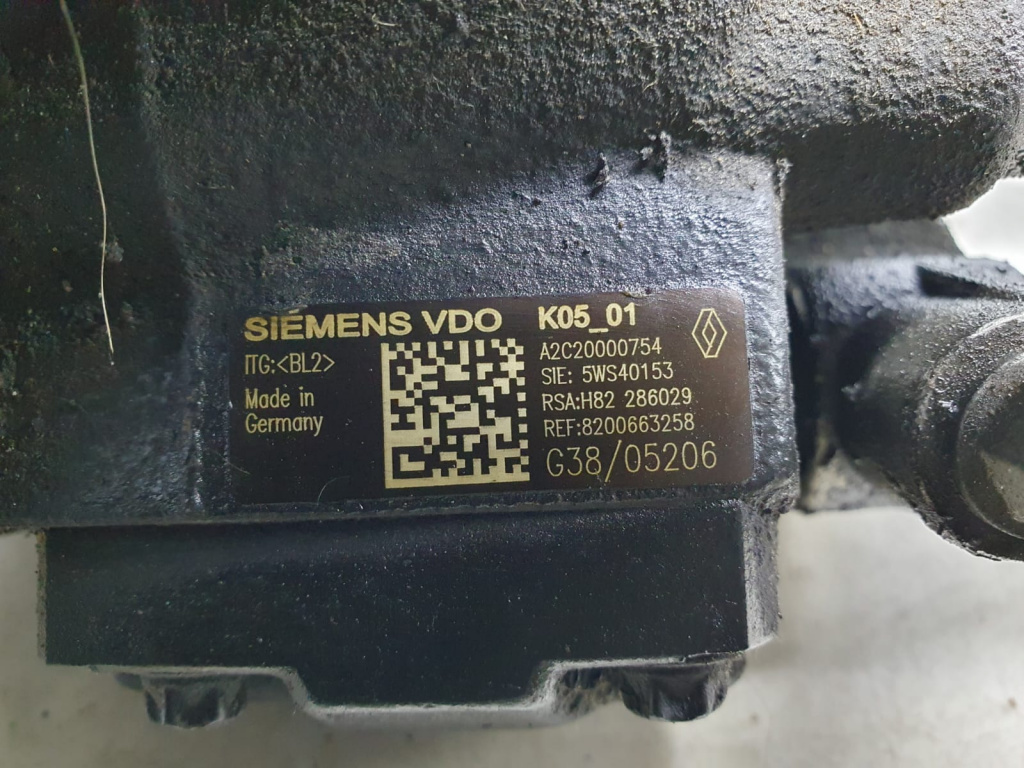 SIEMENS VDO K05_01
ITG:<BL2>
Made in
Germany
A2C20000754
SIE: 5WS40153
RSA:H82 286029
REF:8200663258
G38/05206